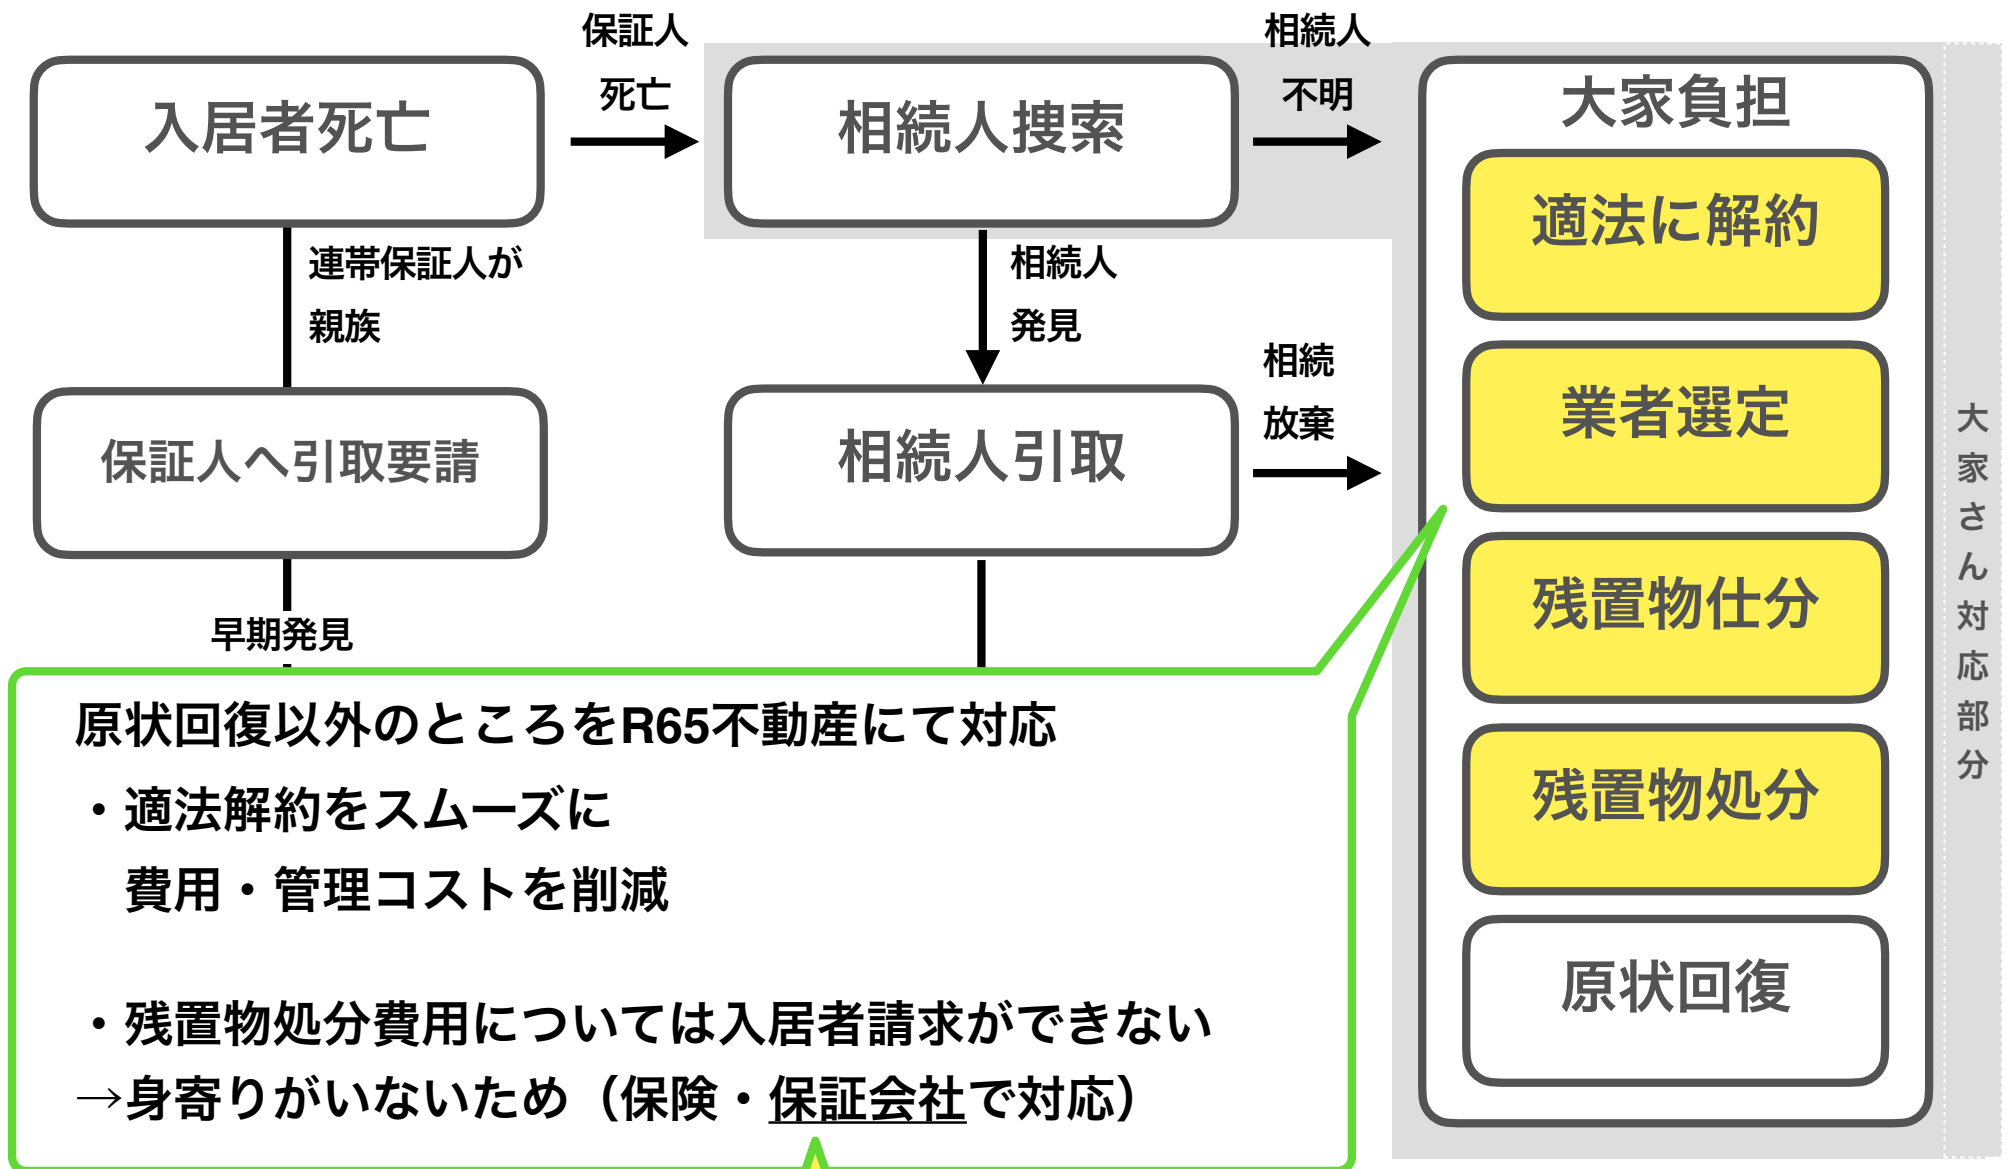 入居者死亡
保証人
死亡
相続人捜索
相続人
不明
大家負担
適法に解約
連帯保証人が
親族
相続人
発見
業者選定
保証人へ引取要請
相続人引取
相続
放棄
残置物仕分
早期発見
残置物処分
原状回復
大家さん対応部分
原状回復以外のところをR65不動産にて対応
・適法解約をスムーズに
費用・管理コストを削減
・残置物処分費用については入居者請求ができない
→身寄りがいないため（保険・保証会社で対応）